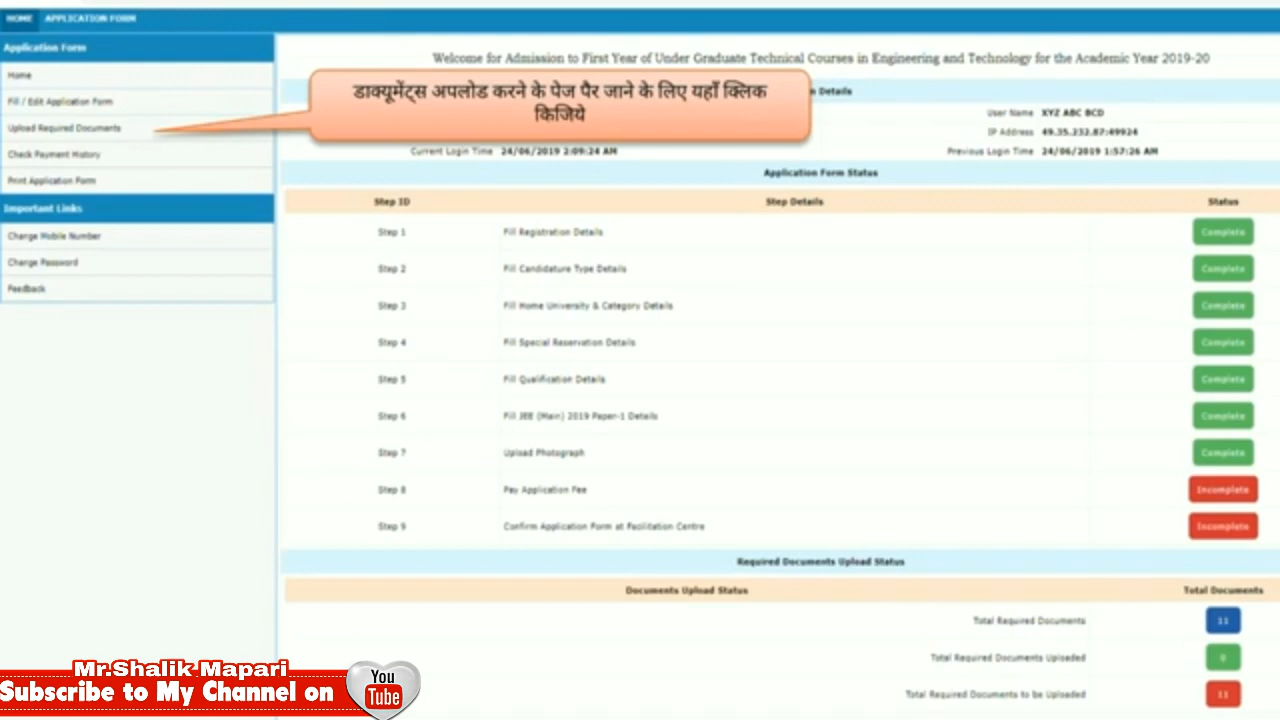 HOME APPLICATION FORM
Application Form
Home
Fill / Edit Application Form
Upload Required Documents
Check Payment History
Print Application Form
Important Links
Change Mobile Number
Change Password
Feedback
Welcome for Admission to First Year of Under Graduate Technical Courses in Engineering and Technology for the Academic Year 2019-20
डाक्यूमेंट्स अपलोड करने के पेज पैर जाने के लिए यहाँ क्लिक
किजिये
Details
User Name XYZ ABC BCD
IP Address 49.35.232.87:49924
Current Login Time 24/06/2019 2:09:24 AM Previous Login Time 24/06/2019 1:57:26 AM
Application Form Status
Step ID Step Details Status
Step 1 Fill Registration Details Complete
Step 2 Fill Candidature Type Details Complete
Step 3 Fill Home University & Category Details Complete
Step 4 Fill Special Reservation Details Complete
Step 5 Fill Qualification Details Complete
Step 6 Fill JEE (Main) 2019 Paper-1 Details Complete
Step 7 Upload Photograph Complete
Step 8 Pay Application Fee Incomplete
Step 9 Confirm Application Form at Facilitation Centre Incomplete
Required Documents Upload Status
Documents Upload Status Total Documents
Total Required Documents 11
Total Required Documents Uploaded 0
Total Required Documents to be Uploaded 11
Mr.Shalik Mapari
Subscribe to My Channel on
You
Tube